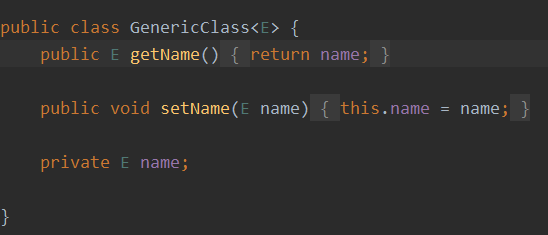 public class GenericClass<E> {
public E getName() { return name; }
public void setName(E name) { this.name = name; }
private E name;
}